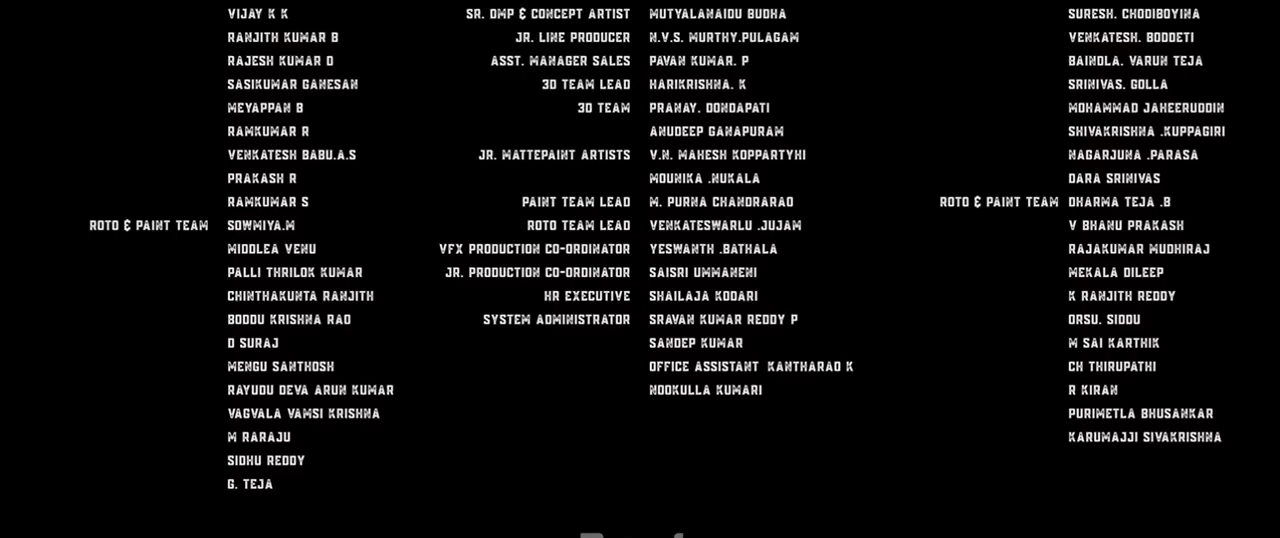 VIJAY K K
RANJITH KUMAR B
RAJESH KUMAR D
SASIKUMAR GANESAN
MEYAPPAN B
RAMKUMAR R
VENKATESH BABU.A.S
PRAKASH R
RAMKUMAR S
ROTO & PAINT TEAM SOWMIYA.M
MIDDLEA VENU
PALLI THRILOK KUMAR
CHINTHAKUNTA RANJITH
BODDU KRISHNA RAO
D SURAJ
MENGU SANTHOSH
RAYUDU DEVA ARUN KUMAR
VAGVALA VAMSI KRISHNA
M RARAJU
SIDHU REDDY
G. TEJA
SR. DMP & CONCEPT ARTIST MUTYALANAIDU BUDHA
JR. LINE PRODUCER N.V.S. MURTHY.PULAGAM
ASST. MANAGER SALES PAVAN KUMAR. P
3D TEAM LEAD HARIKRISHNA. K
3D TEAM PRANAY. DONDAPATI
ANUDEEP GANAPURAM
JR. MATTEPAINT ARTISTS V.N. MAHESH KOPPARTYHI
MOUNIKA .NUKALA
PAINT TEAM LEAD M. PURNA CHANDRARAO
ROTO TEAM LEAD VENKATESWARLU .JUJAM
VFX PRODUCTION CO-ORDINATOR YESWANTH .BATHALA
JR. PRODUCTION CO-ORDINATOR SAISRI UMMANENI
HR EXECUTIVE SHAILAJA KODARI
SYSTEM ADMINISTRATOR SRAVAN KUMAR REDDY P
SANDEP KUMAR
OFFICE ASSISTANT KANTHARAO K
NOOKULLA KUMARI
SURESH. CHODIBOYINA
VENKATESH. BODDETI
BAINDLA. VARUN TEJA
SRINIVAS. GOLLA
MOHAMMAD JAHEERUDDIN
SHIVAKRISHNA .KUPPAGIRI
NAGARJUNA .PARASA
DARA SRINIVAS
ROTO & PAINT TEAM DHARMA TEJA .B
V BHANU PRAKASH
RAJAKUMAR MUDHIRAJ
MEKALA DILEEP
K RANJITH REDDY
ORSU. SIDDU
M SAI KARTHIK
CH THIRUPATHI
R KIRAN
PURIMETLA BHUSANKAR
KARUMAJJI SIVAKRISHNA